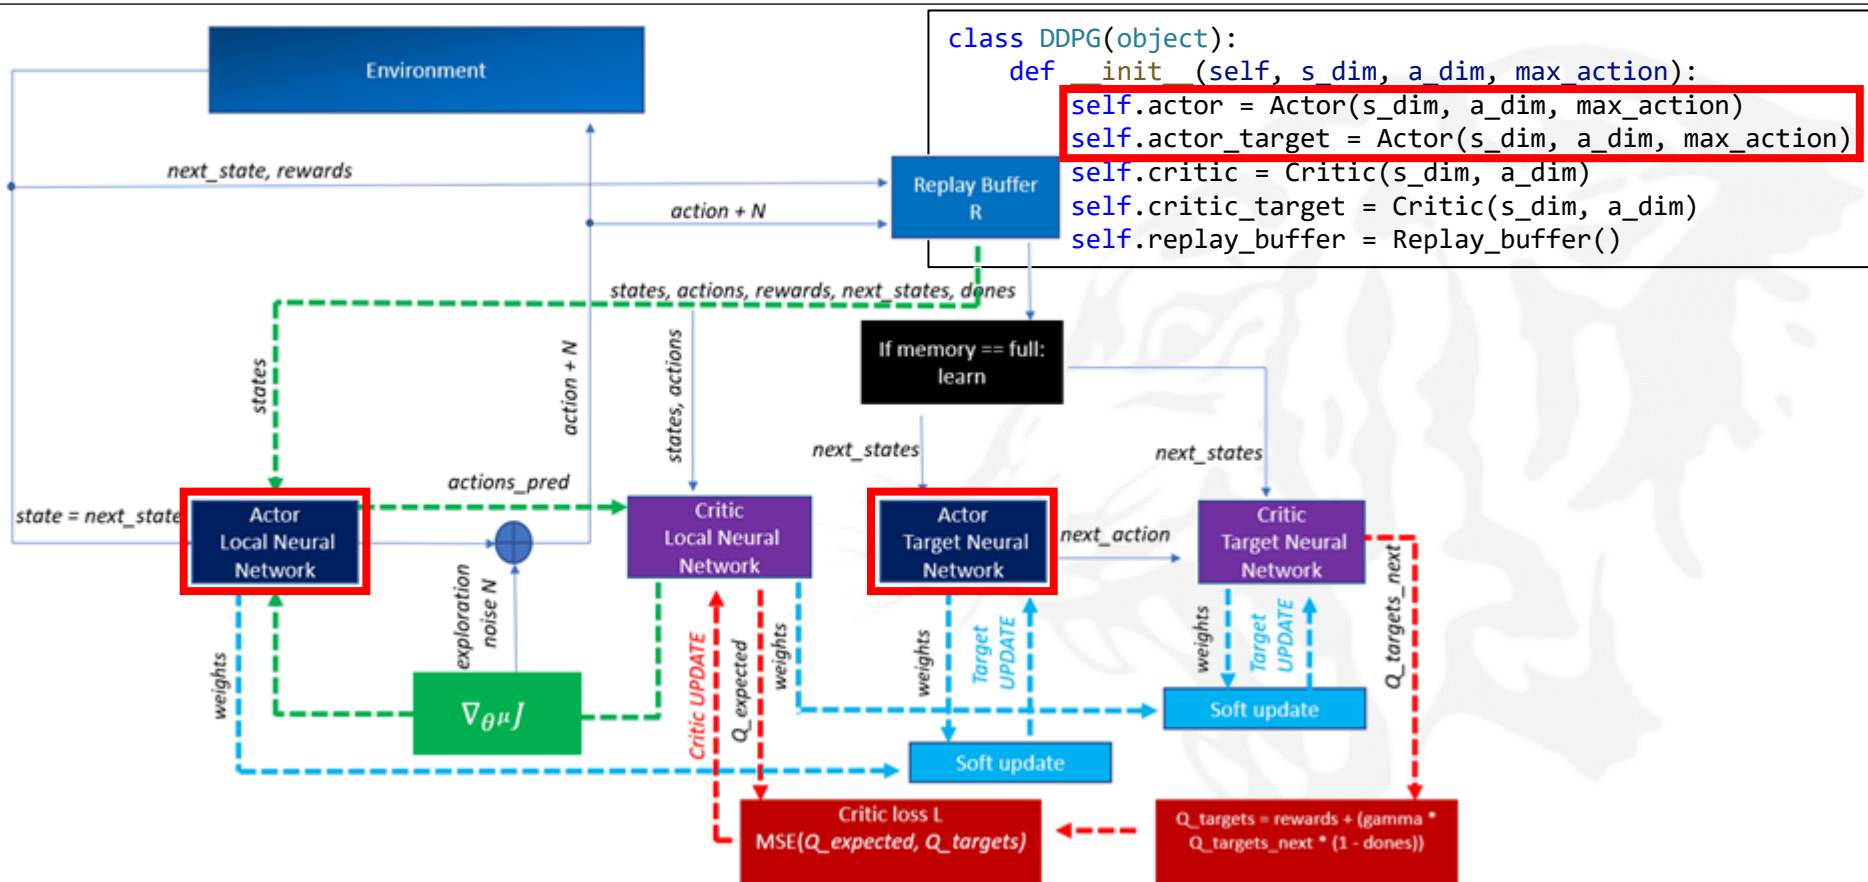 class DDPG(object):
def __init__(self, s_dim, a_dim, max_action):
self.actor = Actor(s_dim, a_dim, max_action)
self.actor_target = Actor(s_dim, a_dim, max_action)
self.critic = Critic(s_dim, a_dim)
self.critic_target = Critic(s_dim, a_dim)
self.replay_buffer = Replay_buffer()
Environment
next_state, rewards
Replay Buffer
R
action + N
states, actions, rewards, next_states, dones
If memory == full:
learn
states
action + N
states, actions
next_states
next_states
state = next_state
Actor
Local Neural
Network
actions_pred
Critic
Local Neural
Network
Actor
Target Neural
Network
next_action
Critic
Target Neural
Network
Q_targets_next
exploration
noise N
weights
Critic UPDATE
Q_expected
weights
weights
Target
UPDATE
weights
Target
UPDATE
∇θμJ
Soft update
Soft update
Critic loss L
MSE(Q_expected, Q_targets)
Q_targets = rewards + (gamma *
Q_targets_next * (1 - dones))